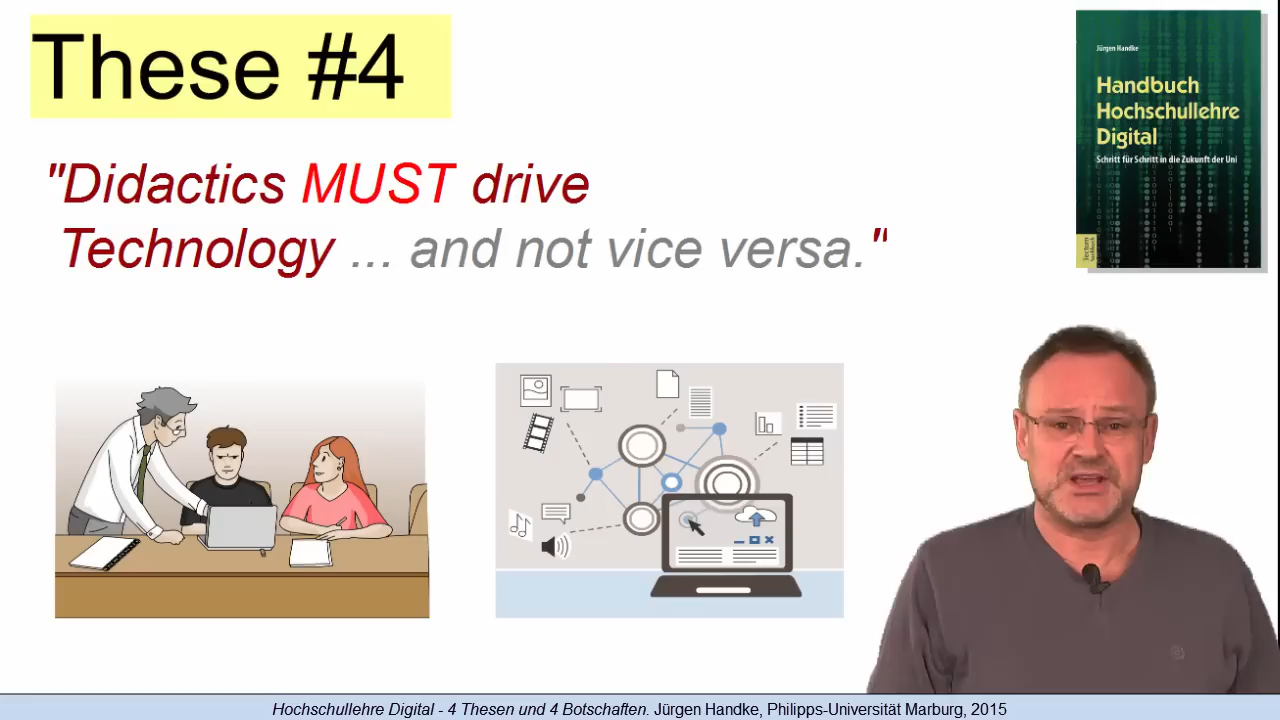 These #4
"Didactics MUST drive
Technology ... and not vice versa."
Jürgen Handke
Handbuch
Hochschullehre
Digital
Schritt für Schritt in die Zukunft der Uni
Tectum
Hochschullehre Digital - 4 Thesen und 4 Botschaften. Jürgen Handke, Philipps-Universität Marburg, 2015